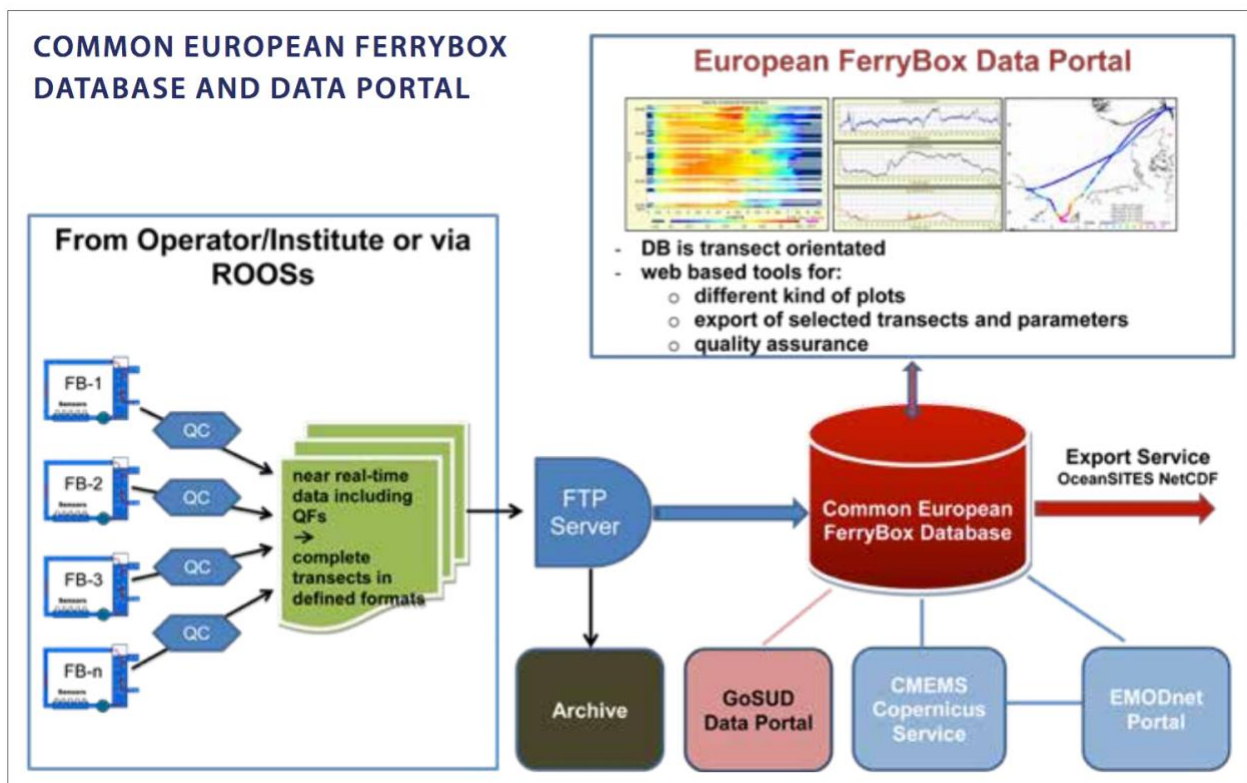 COMMON EUROPEAN FERRYBOX
DATABASE AND DATA PORTAL
European FerryBox Data Portal
- DB is transect orientated
- web based tools for:
o different kind of plots
o export of selected transects and parameters
o quality assurance
From Operator/Institute or via
ROOSs
FB-1
Sensors
QC
FB-2
Sensors
QC
FB-3
Sensors
QC
FB-n
Sensors
QC
near real-time
data including
QFs
→
complete
transects in
defined formats
FTP
Server
Common European
FerryBox Database
Export Service
OceanSITES NetCDF
Archive
GoSUD
Data Portal
CMEMS
Copernicus
Service
EMODnet
Portal